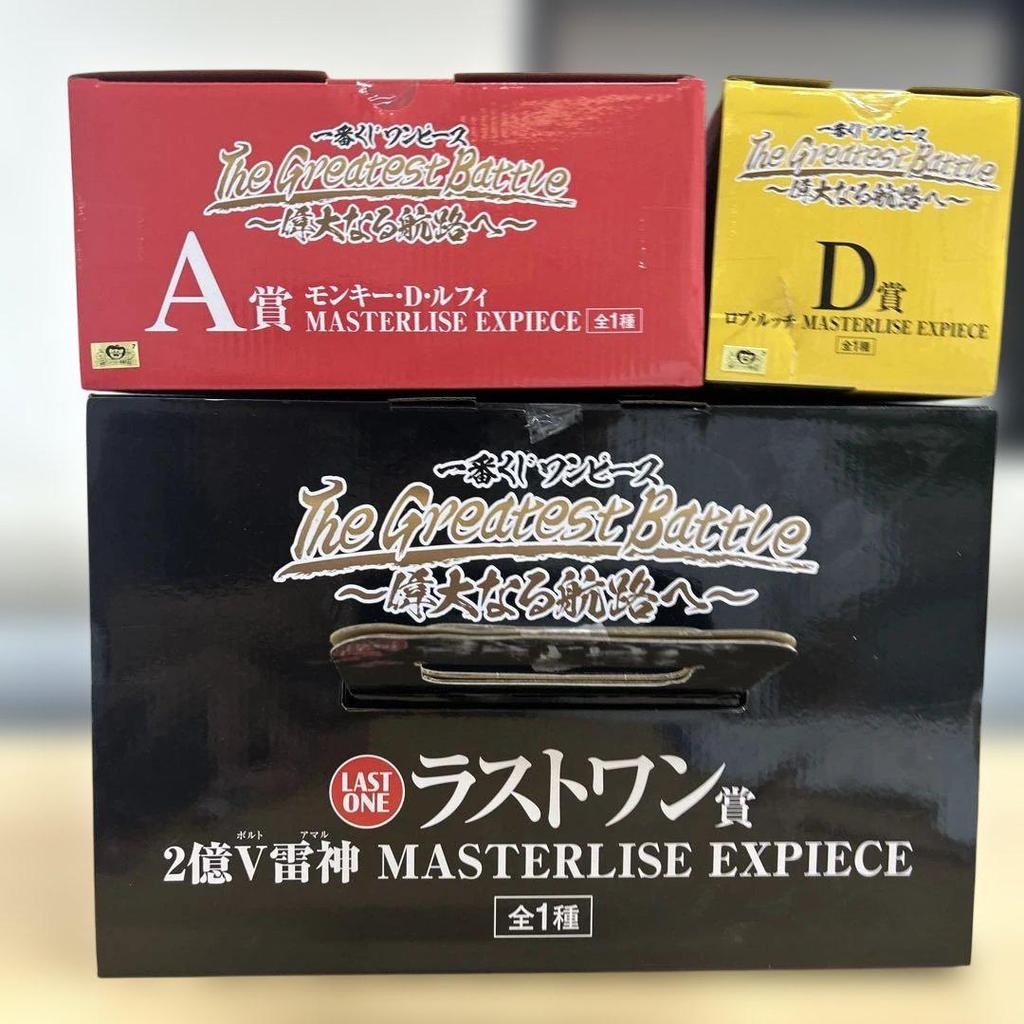 一番くじ ワンピース
The Greatest Battle
～偉大なる航路へ～
A賞
モンキー・D・ルフィ
MASTERLISE EXPIECE 全1種
一番くじ ワンピース
The Greatest Battle
～偉大なる航路へ～
D賞
ロブ・ルッチ MASTERLISE EXPIECE
全1種
一番くじ ワンピース
The Greatest Battle
～偉大なる航路へ～
LAST ONE ラストワン賞
ボルト アマル
2億V雷神 MASTERLISE EXPIECE
全1種